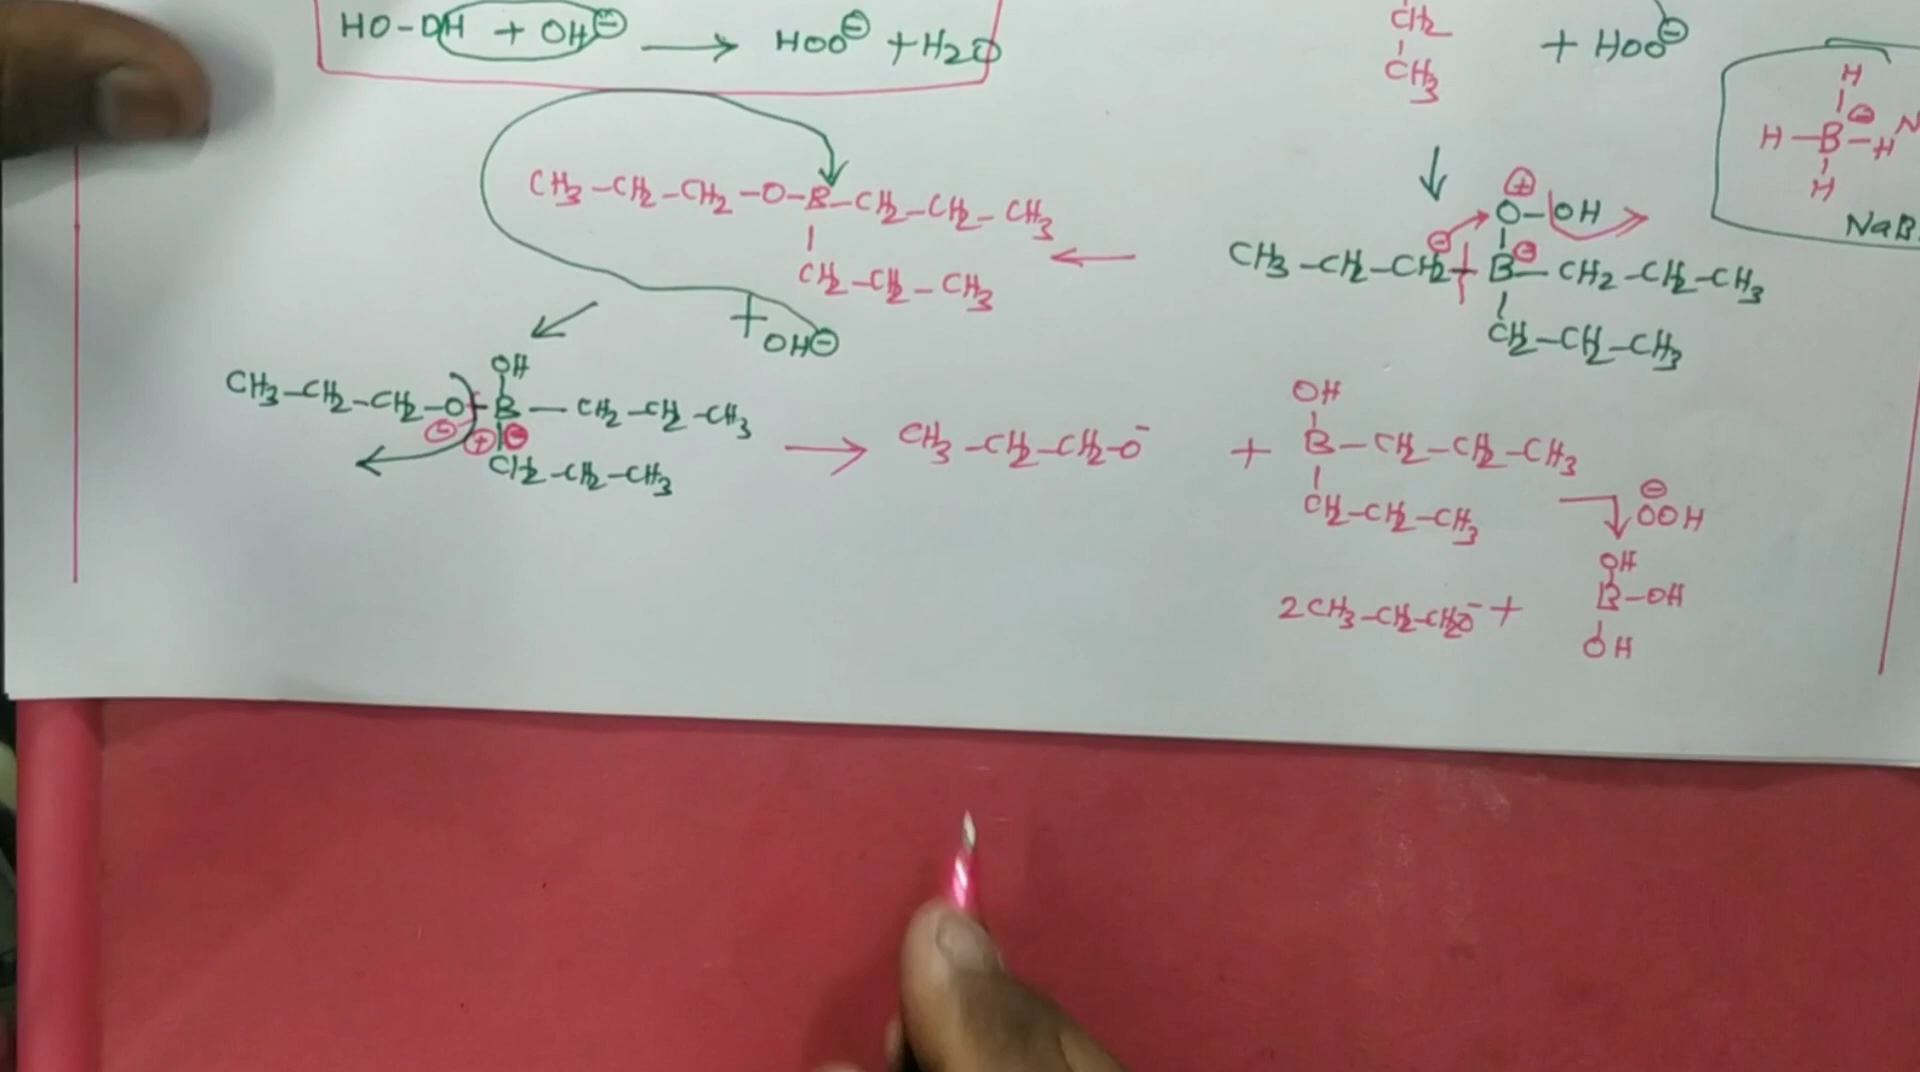 HO-OH + OH⊖ ⟶ HOO⊖ + H2O
CH2
CH3
+ HOO⊖
H
H-B⊖-H N
H
NaB
CH3-CH2-CH2-O-B-CH2-CH2-CH3
CH2-CH2-CH3
+ OH⊖
⊕
O-OH
CH3-CH2-CH2⊖ B⊖-CH2-CH2-CH3
CH2-CH2-CH3
OH
CH3-CH2-CH2-O-B-CH2-CH2-CH3
⊖ ⊕ ⊖
CH2-CH2-CH3
⟶ CH3-CH2-CH2-O⁻ +
OH
B-CH2-CH2-CH3
CH2-CH2-CH3
⊖OOH
2CH3-CH2-CH2O⁻ +
OH
B-OH
OH